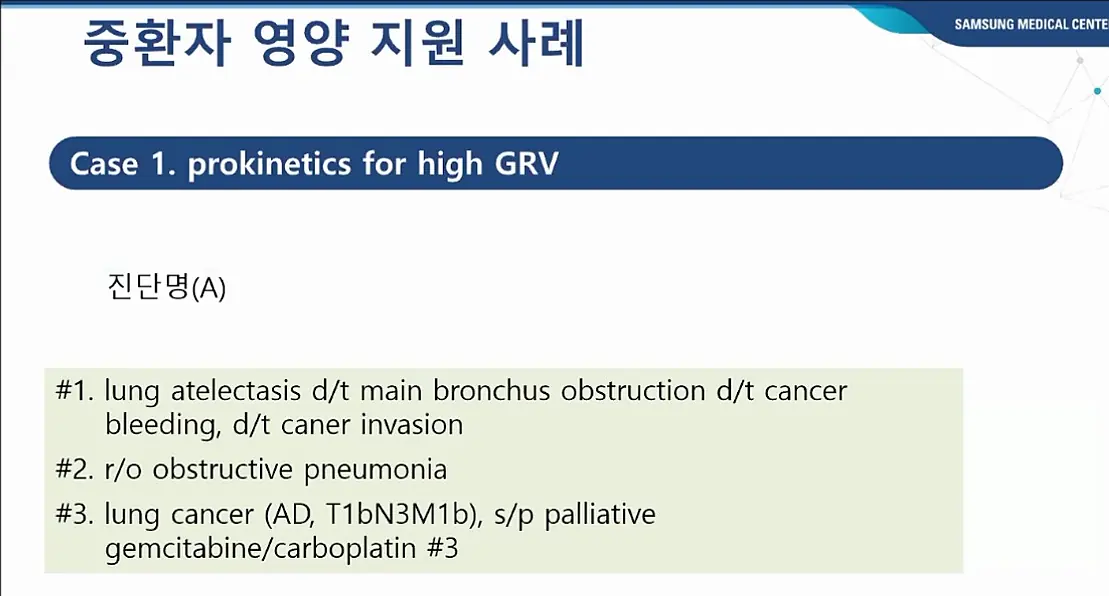 중환자 영양 지원 사례
SAMSUNG MEDICAL CENTE
Case 1. prokinetics for high GRV
진단명(A)
#1. lung atelectasis d/t main bronchus obstruction d/t cancer
bleeding, d/t caner invasion
#2. r/o obstructive pneumonia
#3. lung cancer (AD, T1bN3M1b), s/p palliative
gemcitabine/carboplatin #3